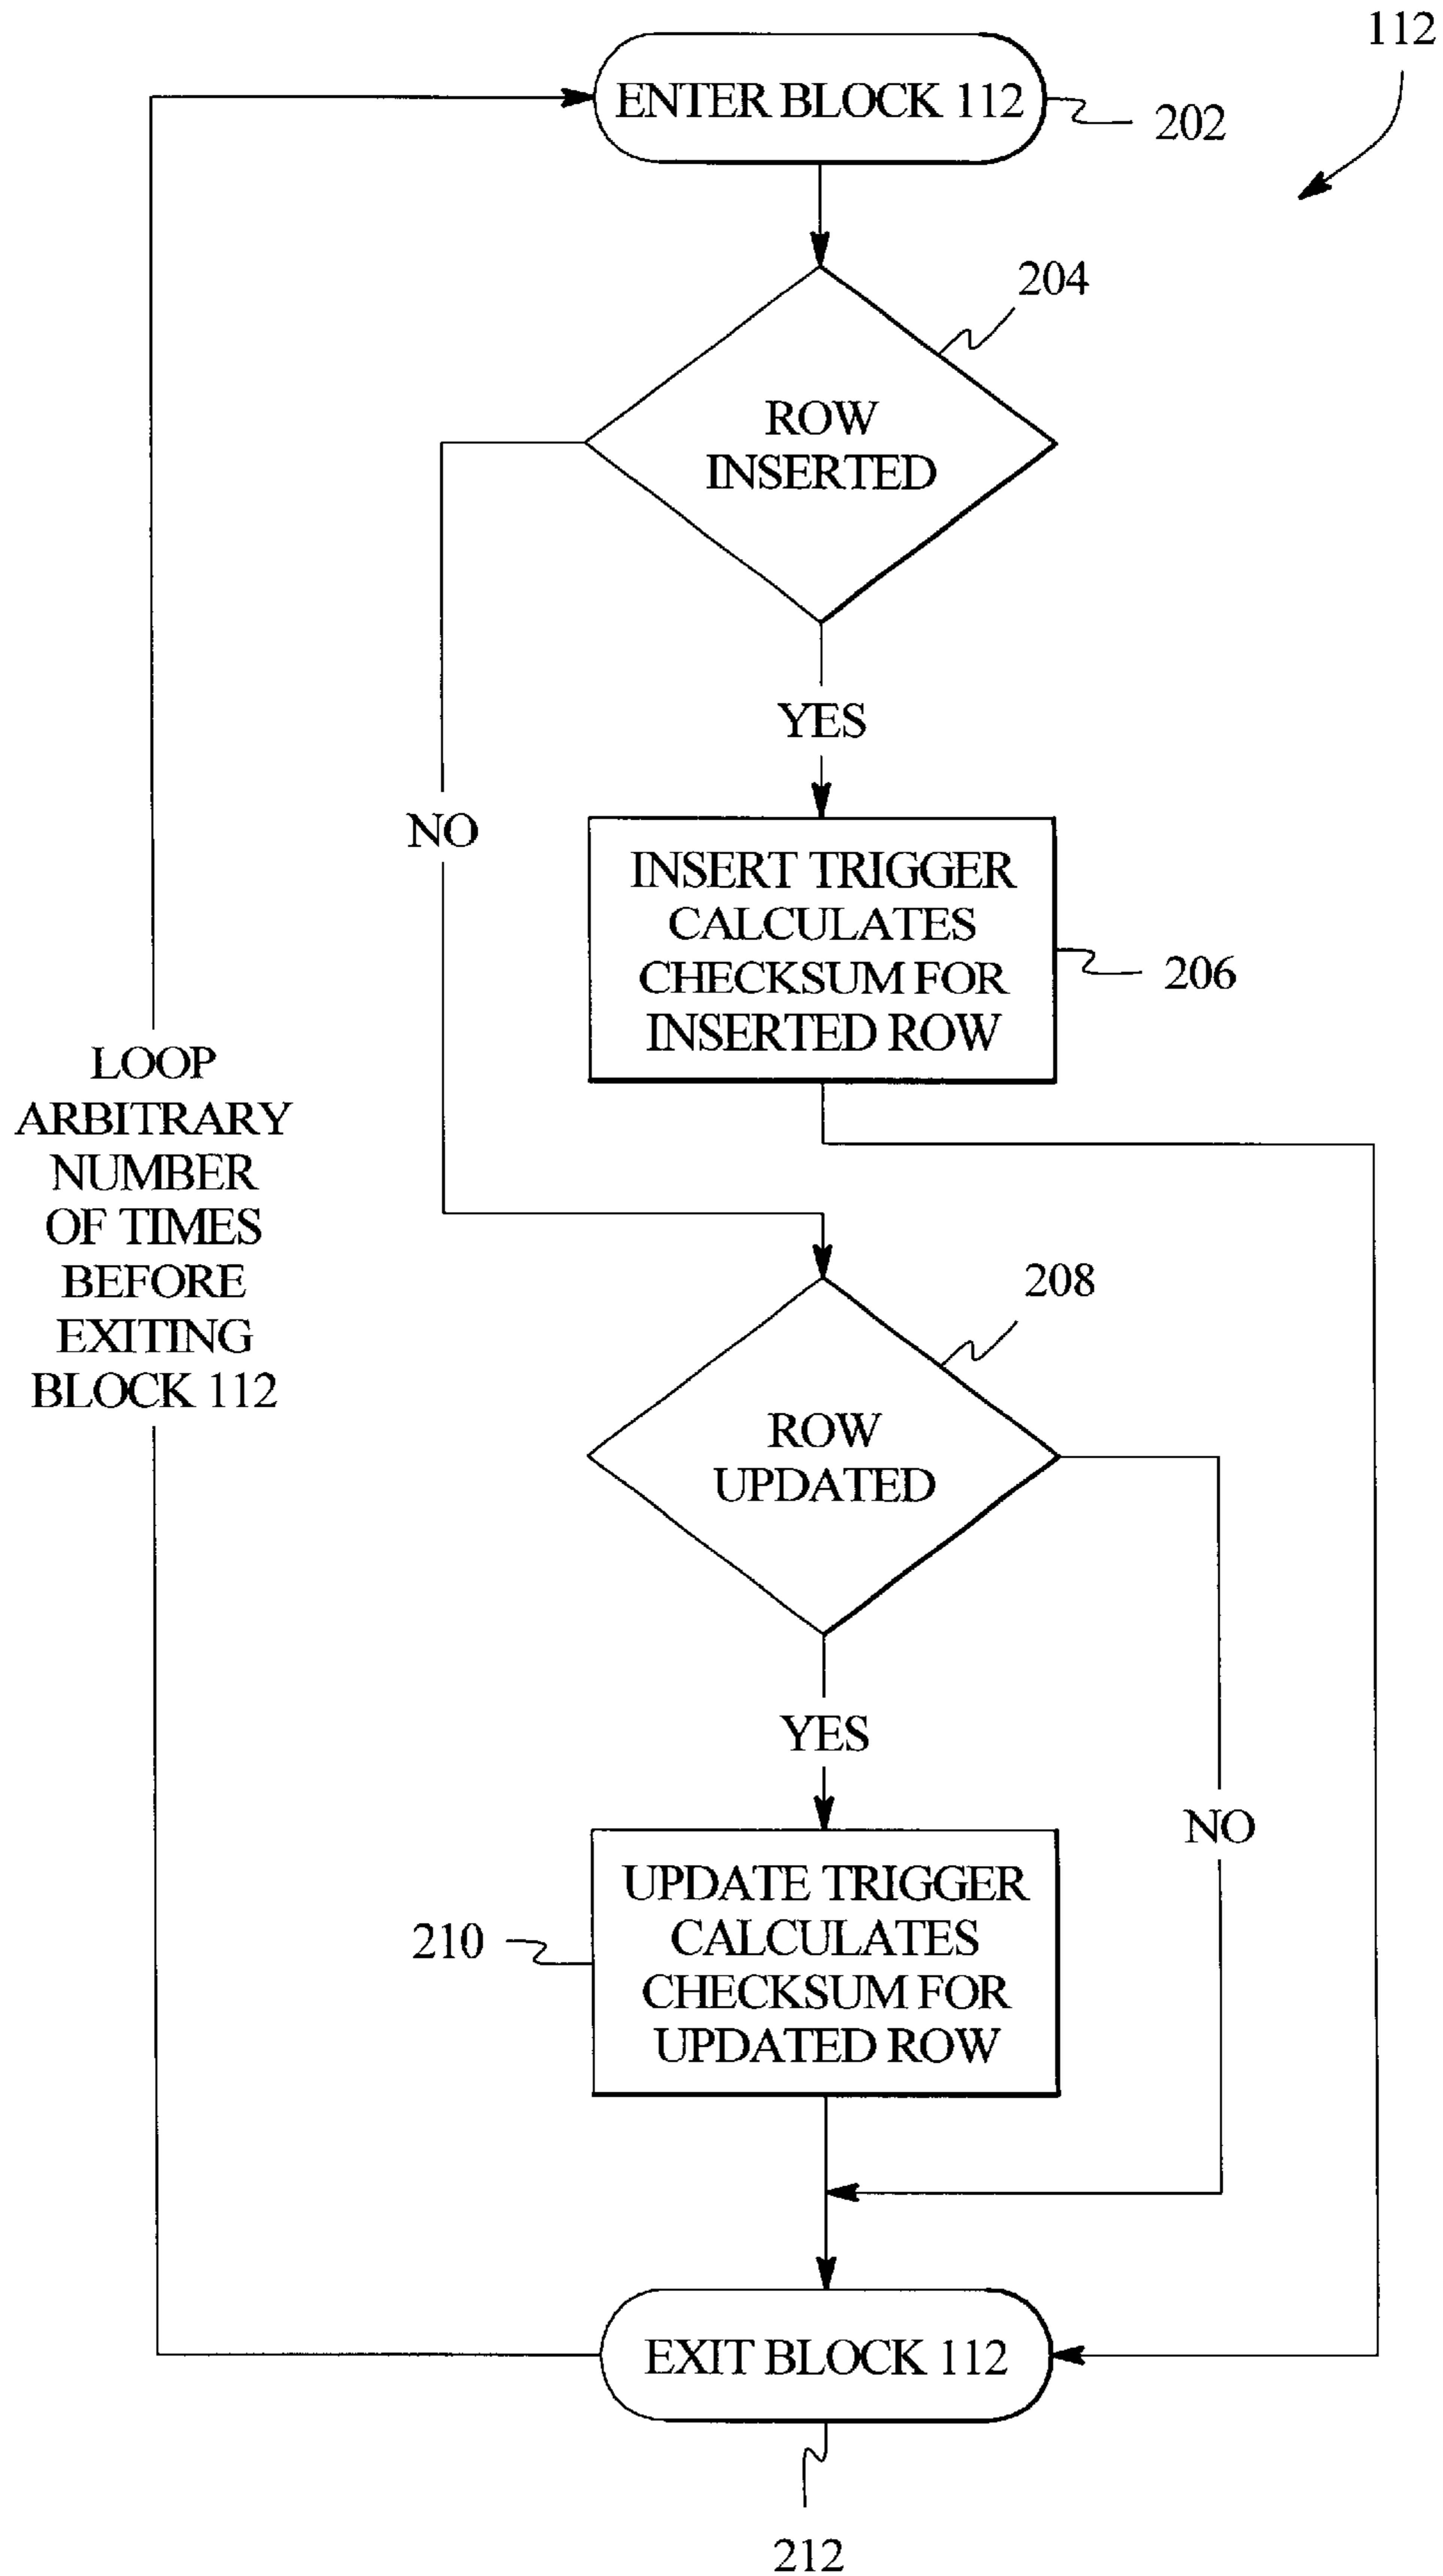 112
ENTER BLOCK 112
202
204
ROW
INSERTED
YES
NO
INSERT TRIGGER
CALCULATES
CHECKSUM FOR
INSERTED ROW
206
LOOP
ARBITRARY
NUMBER
OF TIMES
BEFORE
EXITING
BLOCK 112
208
ROW
UPDATED
YES
NO
UPDATE TRIGGER
CALCULATES
CHECKSUM FOR
UPDATED ROW
210
EXIT BLOCK 112
212